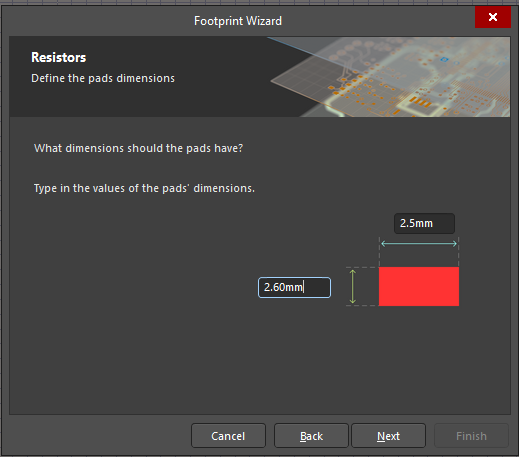 Footprint Wizard
Resistors
Define the pads dimensions
What dimensions should the pads have?
Type in the values of the pads' dimensions.
2.5mm
2.60mm
Cancel
Back
Next
Finish